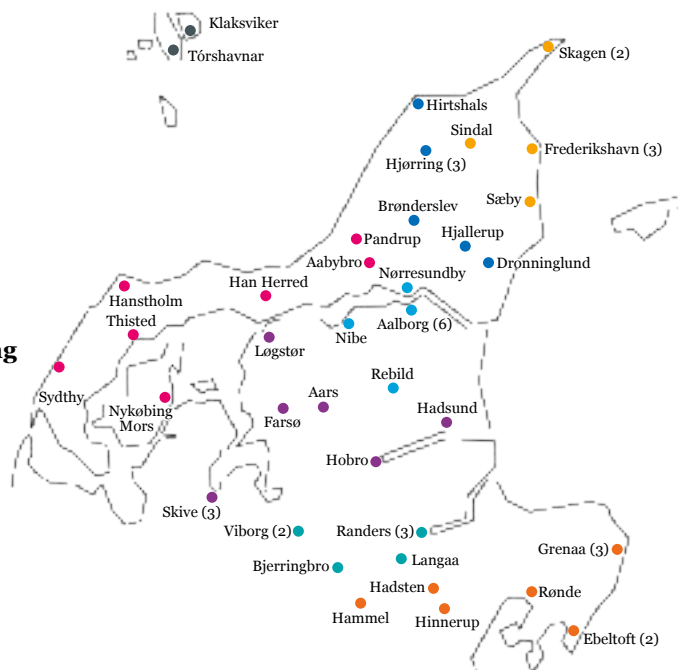 Klaksviker
Tórshavnar
Skagen (2)
Hirtshals
Sindal
Frederikshavn (3)
Hjørring (3)
Sæby
Brønderslev
Hjallerup
Pandrup
Aabybro
Dronninglund
Nørresundby
Han Herred
Hanstholm
Thisted
Aalborg (6)
Nibe
Løgstør
ng
Sydthy
Rebild
Aars
Nykøbing
Mors
Farsø
Hadsund
Hobro
Skive (3)
Viborg (2)
Randers (3)
Grenaa (3)
Bjerringbro
Langaa
Hadsten
Rønde
Hammel
Hinnerup
Ebeltoft (2)